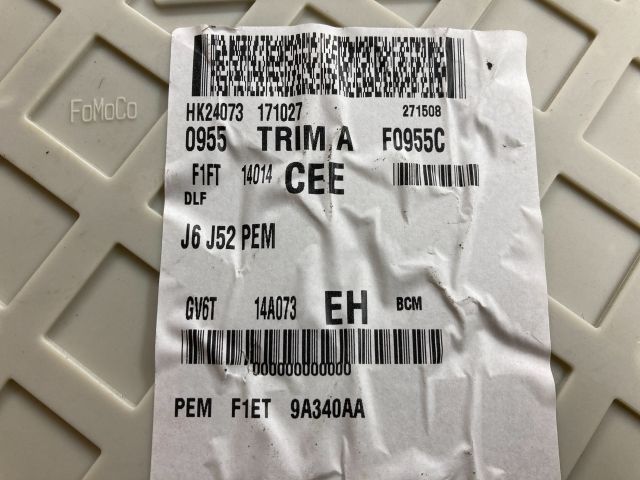 FoMoCo
HK24073 171027 271508
0955 TRIM A F0955C
F1FT 14014 CEE
DLF
J6 J52 PEM
GV6T 14A073 EH BCM
000000000000
PEM F1ET 9A340AA